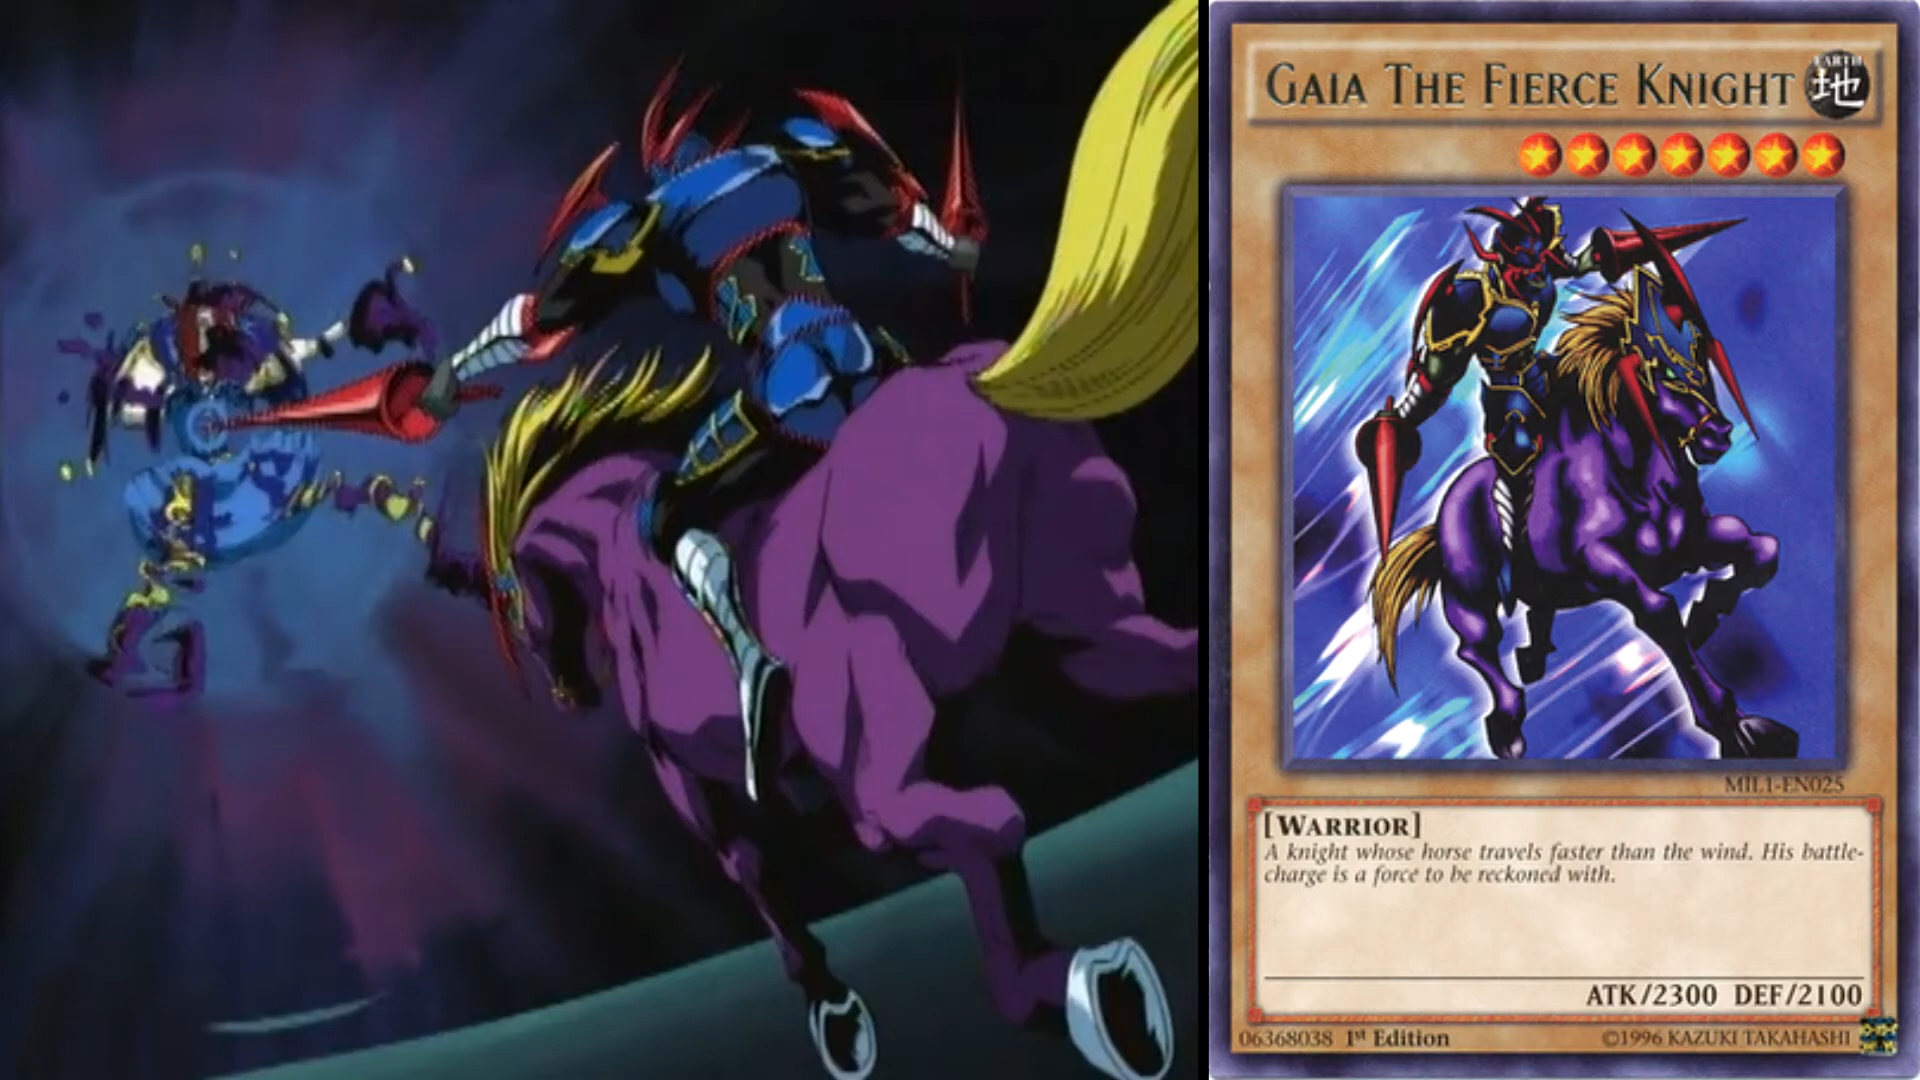 GAIA THE FIERCE KNIGHT
EARTH
地
MIL1-EN025
[WARRIOR]
A knight whose horse travels faster than the wind. His battle-
charge is a force to be reckoned with.
ATK/2300 DEF/2100
06368038 1st Edition
©1996 KAZUKI TAKAHASHI